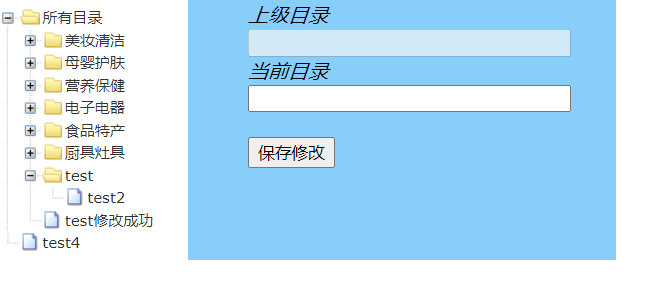 所有目录
美妆清洁
母婴护肤
营养保健
电子电器
食品特产
厨具灶具
test
test2
test修改成功
test4
上级目录
当前目录
保存修改